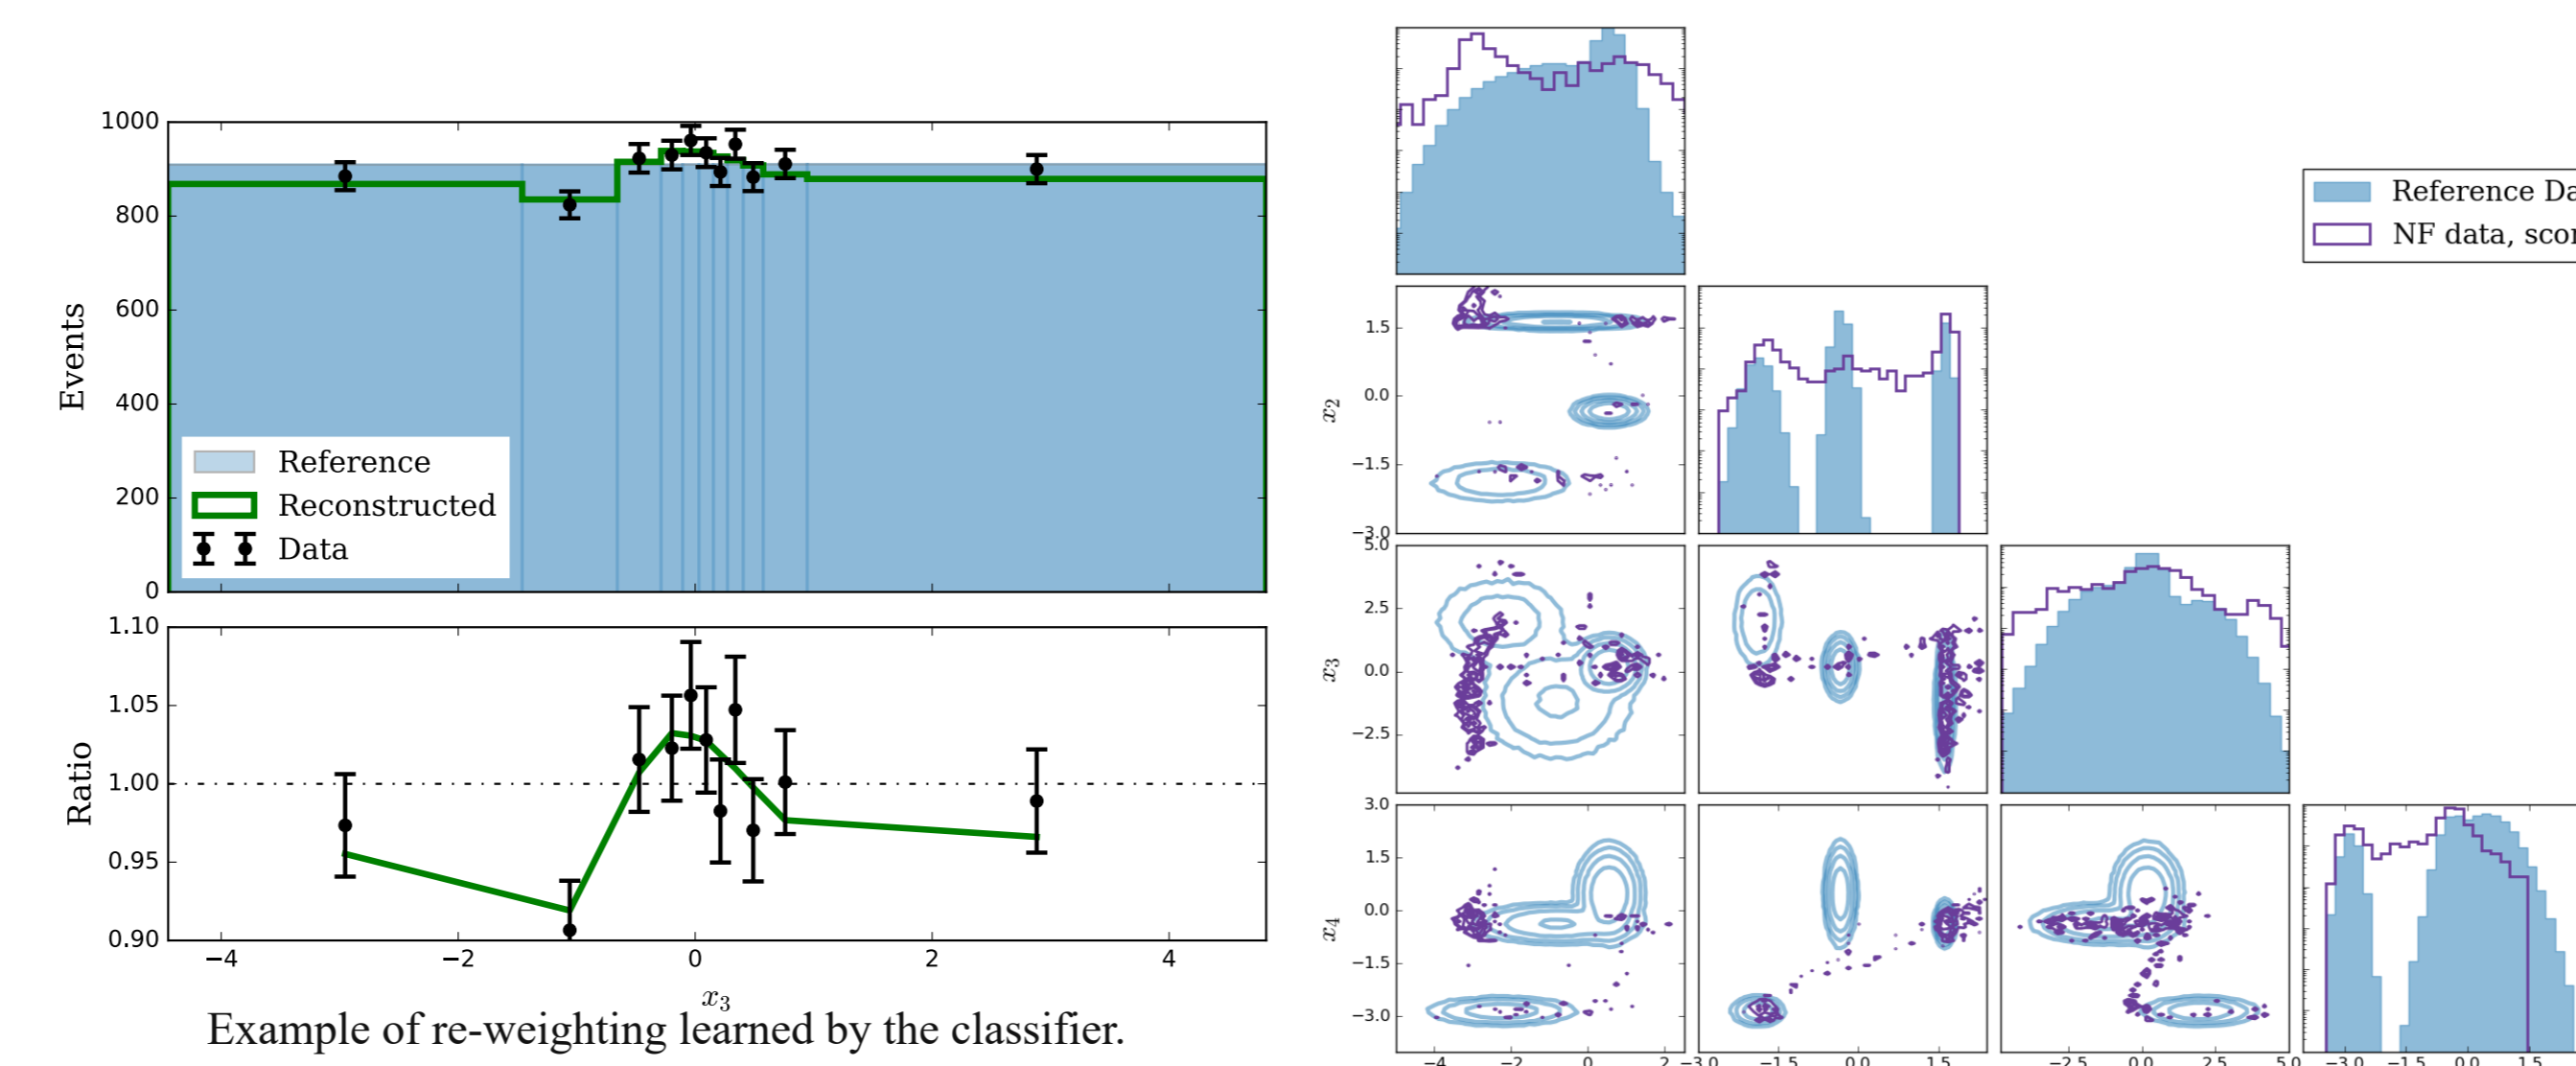 1000
800
600
400
200
0
Events
Reference
Reconstructed
Data
1.10
1.05
1.00
0.95
0.90
Ratio
−4 −2 0 2 4
x3
Example of re-weighting learned by the classifier.
Reference
NF data,
1.5
0.0
−1.5
−3.0
x2
5.0
2.5
0.0
−2.5
x3
3.0
1.5
0.0
−1.5
−3.0
x4
−4 −2 0 2
−3.0 −1.5 0.0 1.5
−2.5 0.0 2.5 5.0
−3.0 −1.5 0.0 1.5